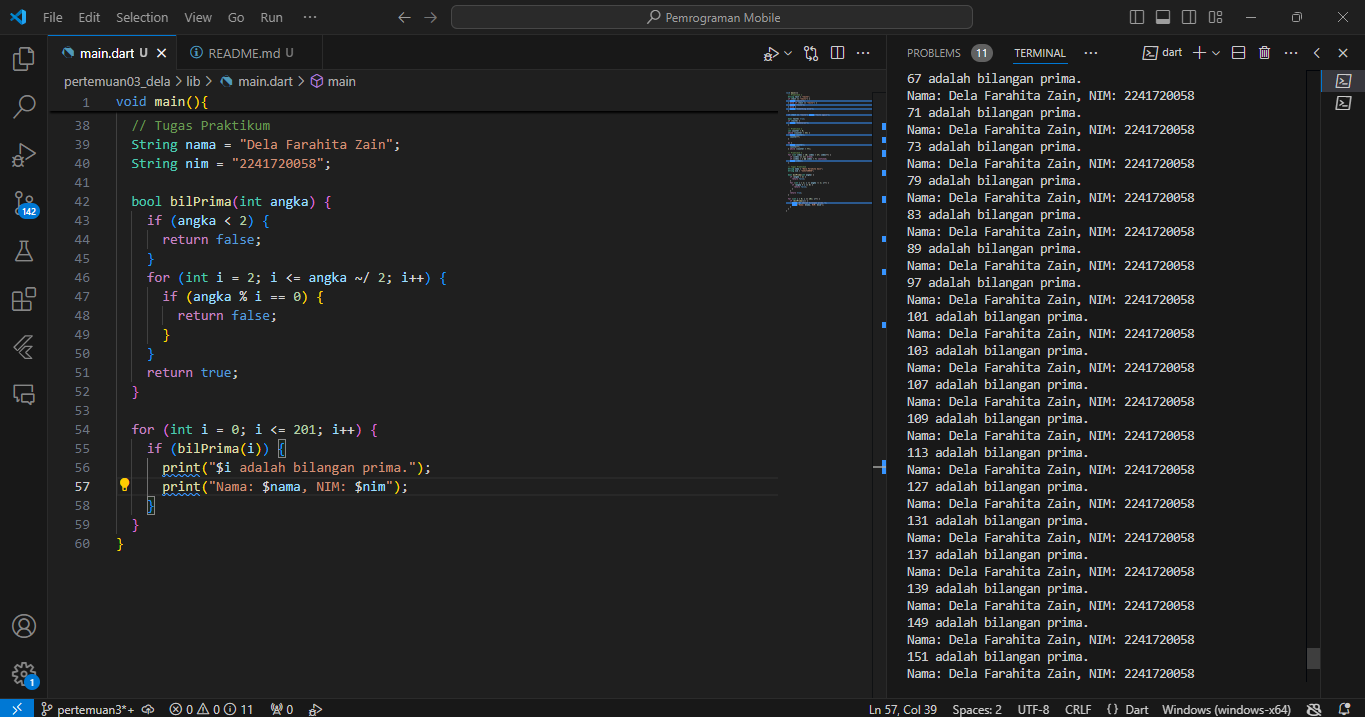 File Edit Selection View Go Run ··· Pemrograman Mobile
main.dart U README.md U
pertemuan03_dela > lib > main.dart > main
1 void main(){
38 // Tugas Praktikum
39 String nama = "Dela Farahita Zain";
40 String nim = "2241720058";
41
42 bool bilPrima(int angka) {
43 if (angka < 2) {
44 return false;
45 }
46 for (int i = 2; i <= angka ~/ 2; i++) {
47 if (angka % i == 0) {
48 return false;
49 }
50 }
51 return true;
52 }
53
54 for (int i = 0; i <= 201; i++) {
55 if (bilPrima(i)) {
56 print("$i adalah bilangan prima.");
57 print("Nama: $nama, NIM: $nim");
58 }
59 }
60 }
142
1
PROBLEMS 11 TERMINAL ··· dart
67 adalah bilangan prima.
Nama: Dela Farahita Zain, NIM: 2241720058
71 adalah bilangan prima.
Nama: Dela Farahita Zain, NIM: 2241720058
73 adalah bilangan prima.
Nama: Dela Farahita Zain, NIM: 2241720058
79 adalah bilangan prima.
Nama: Dela Farahita Zain, NIM: 2241720058
83 adalah bilangan prima.
Nama: Dela Farahita Zain, NIM: 2241720058
89 adalah bilangan prima.
Nama: Dela Farahita Zain, NIM: 2241720058
97 adalah bilangan prima.
Nama: Dela Farahita Zain, NIM: 2241720058
101 adalah bilangan prima.
Nama: Dela Farahita Zain, NIM: 2241720058
103 adalah bilangan prima.
Nama: Dela Farahita Zain, NIM: 2241720058
107 adalah bilangan prima.
Nama: Dela Farahita Zain, NIM: 2241720058
109 adalah bilangan prima.
Nama: Dela Farahita Zain, NIM: 2241720058
113 adalah bilangan prima.
Nama: Dela Farahita Zain, NIM: 2241720058
127 adalah bilangan prima.
Nama: Dela Farahita Zain, NIM: 2241720058
131 adalah bilangan prima.
Nama: Dela Farahita Zain, NIM: 2241720058
137 adalah bilangan prima.
Nama: Dela Farahita Zain, NIM: 2241720058
139 adalah bilangan prima.
Nama: Dela Farahita Zain, NIM: 2241720058
149 adalah bilangan prima.
Nama: Dela Farahita Zain, NIM: 2241720058
151 adalah bilangan prima.
Nama: Dela Farahita Zain, NIM: 2241720058
pertemuan3*+ 0 0 11 0 Ln 57, Col 39 Spaces: 2 UTF-8 CRLF {} Dart Windows (windows-x64)